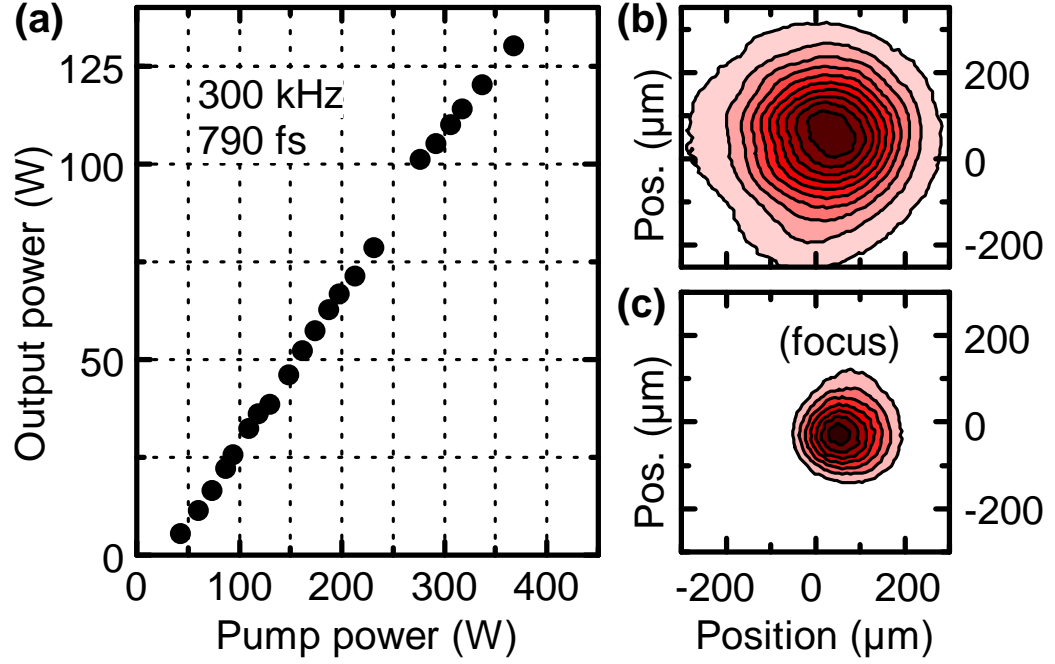 (a)
125
100
50
0
Output power (W)
300 kHz
790 fs
0 100 200 300 400
Pump power (W)
(b)
Pos. (µm)
200
0
-200
(c)
(focus)
Pos. (µm)
200
0
-200
-200 0 200
Position (µm)